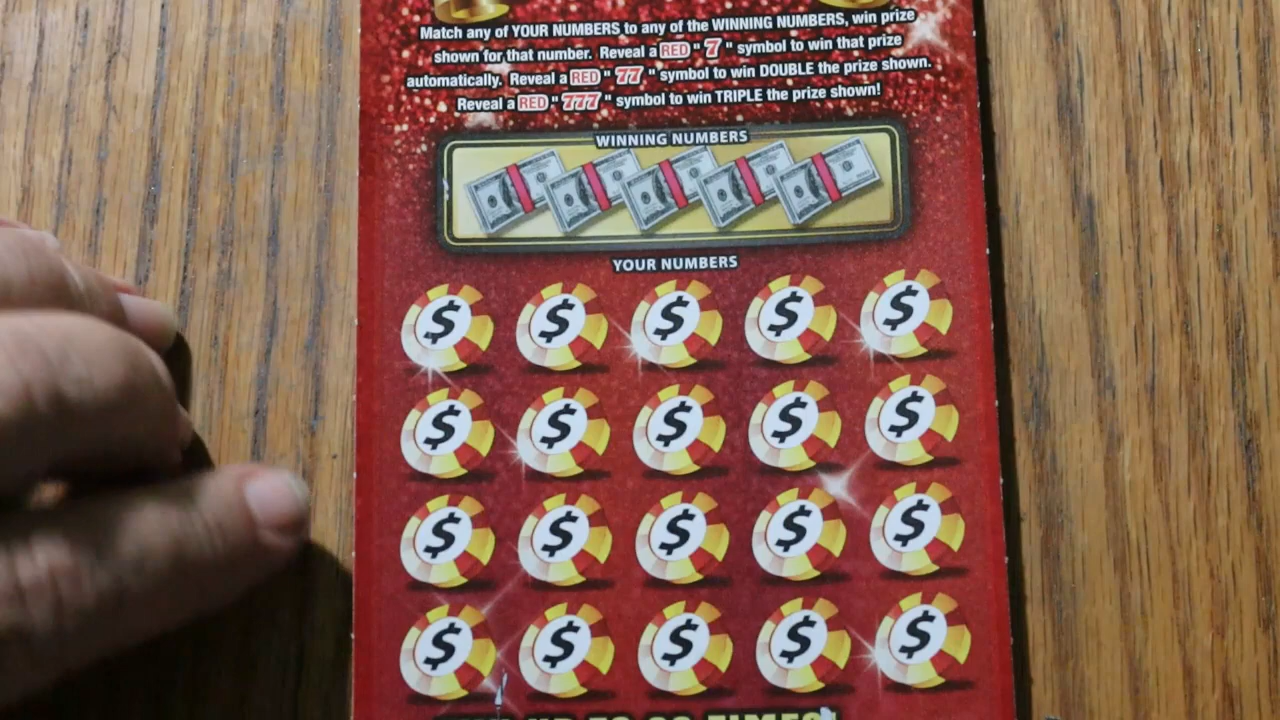 Match any of YOUR NUMBERS to any of the WINNING NUMBERS, win prize
shown for that number. Reveal a RED "7" symbol to win that prize
automatically. Reveal a RED "77" symbol to win DOUBLE the prize shown.
Reveal a RED "777" symbol to win TRIPLE the prize shown!
WINNING NUMBERS
YOUR NUMBERS
$ $ $ $ $
$ $ $ $ $
$ $ $ $ $
$ $ $ $ $